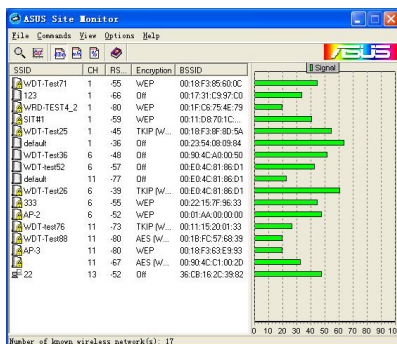 ASUS Site Monitor
File Commands View Options Help
/SUS
SSID CH RS... Encryption BSSID Signal
WDT-Test71 1 -55 WEP 00:18:F3:85:60:0C
123 1 -66 Off 00:17:31:C9:97:C0
WRD-TEST4_2 1 -80 WEP 00:1F:C6:75:4E:79
SIT#1 1 -59 WEP 00:11:D8:70:1C:...
WDT-Test25 1 -45 TKIP (W... 00:18:F3:8F:8D:5A
default 1 -36 Off 00:23:54:08:09:84
WDT-Test36 6 -48 Off 00:90:4C:A0:00:50
WDT-test52 6 -57 Off 00:E0:4C:81:86:D1
default 11 -77 Off 00:E0:4C:81:86:D1
WDT-Test26 6 -39 TKIP (W... 00:E0:4C:81:86:D1
333 6 -55 WEP 00:22:15:7F:96:33
AP-2 6 -52 WEP 00:01:AA:00:00:00
WDT-test76 11 -73 TKIP (W... 00:11:15:20:01:33
WDT-Test88 11 -80 AES (W... 00:1B:FC:57:68:39
AP-3 11 -80 WEP 00:18:F3:63:E9:93
11 -67 AES (W... 00:90:4C:C1:00:2D
22 13 -52 Off 36:CB:16:2C:39:82
0 10 20 30 40 50 60 70 80 90 10
Number of known wireless network(s): 17